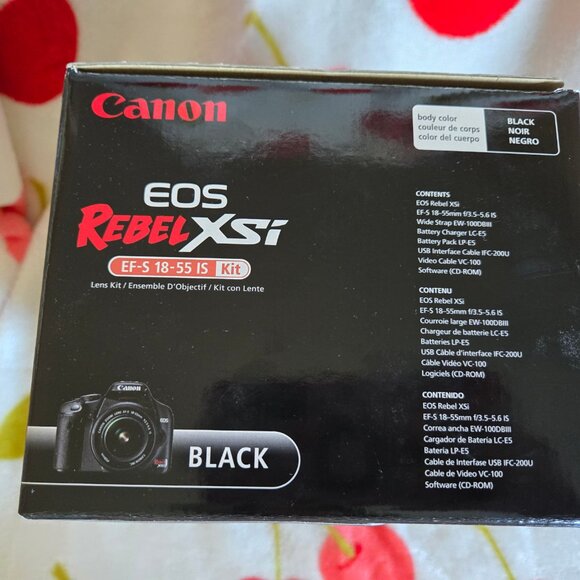 Canon
body color
couleur de corps
color del cuerpo
BLACK
NOIR
NEGRO
EOS
REBEL XSi
EF-S 18-55 IS Kit
Lens Kit / Ensemble D'Objectif / Kit con Lente
CONTENTS
EOS Rebel XSi
EF-S 18–55mm f/3.5–5.6 IS
Wide Strap EW-100DBIII
Battery Charger LC-E5
Battery Pack LP-E5
USB Interface Cable IFC-200U
Video Cable VC-100
Software (CD-ROM)
CONTENU
EOS Rebel XSi
EF-S 18–55mm f/3.5–5.6 IS
Courroie large EW-100DBIII
Chargeur de batterie LC-E5
Batteries LP-E5
USB Câble d'interface IFC-200U
Câble Vidéo VC-100
Logiciels (CD-ROM)
CONTENIDO
EOS Rebel XSi
EF-S 18–55mm f/3.5–5.6 IS
Correa ancha EW-100DBIII
Cargador de Batería LC-E5
Batería LP-E5
Cable de Interfase USB IFC-200U
Cable de Video VC-100
Software (CD-ROM)
Canon
BLACK